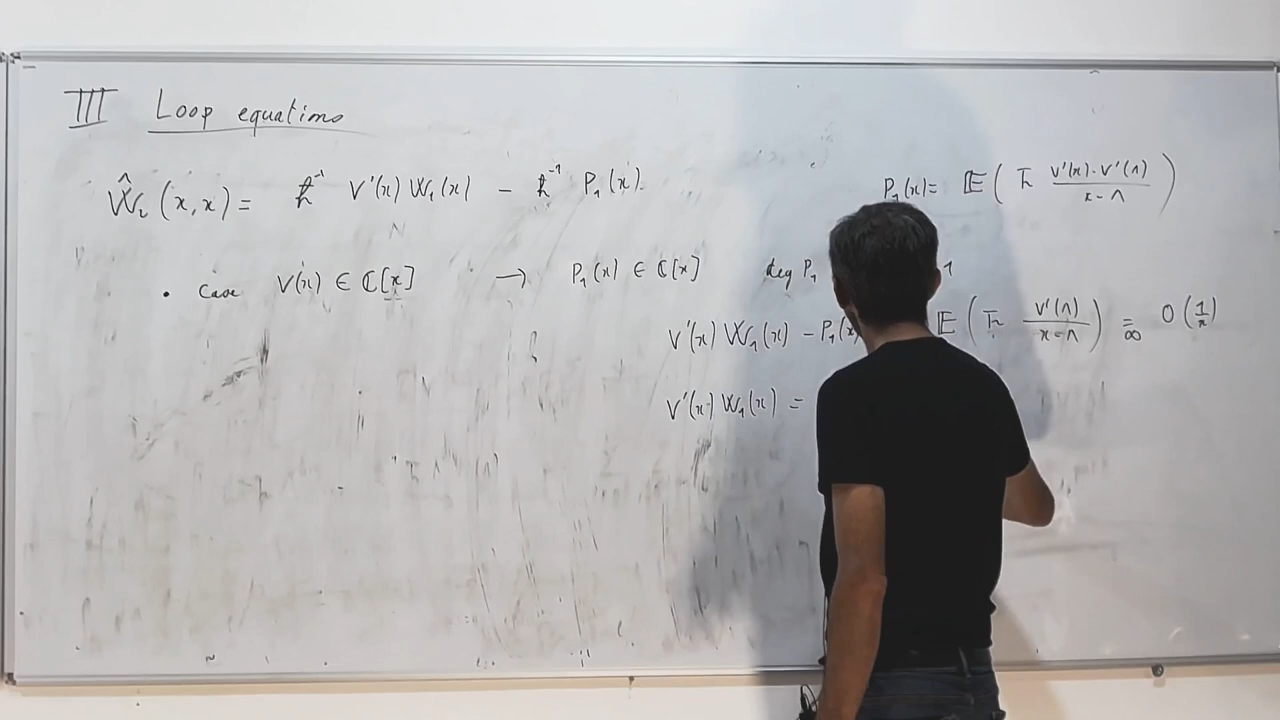 III Loop equations
Ŵ₂(x,x) = ħ⁻¹ V'(x) W₁(x) - ħ⁻¹ P₁(x). P₁(x) = 𝔼( Tr (V'(x) - V'(Λ))/(x-Λ) )
• Case V(x) ∈ ℂ[x] → P₁(x) ∈ ℂ[x] deg P₁ 1
V'(x) W₁(x) - P₁(x 𝔼( Tr V'(Λ)/(x-Λ) ) =_∞ O(1/x)
V'(x) W₁(x) =